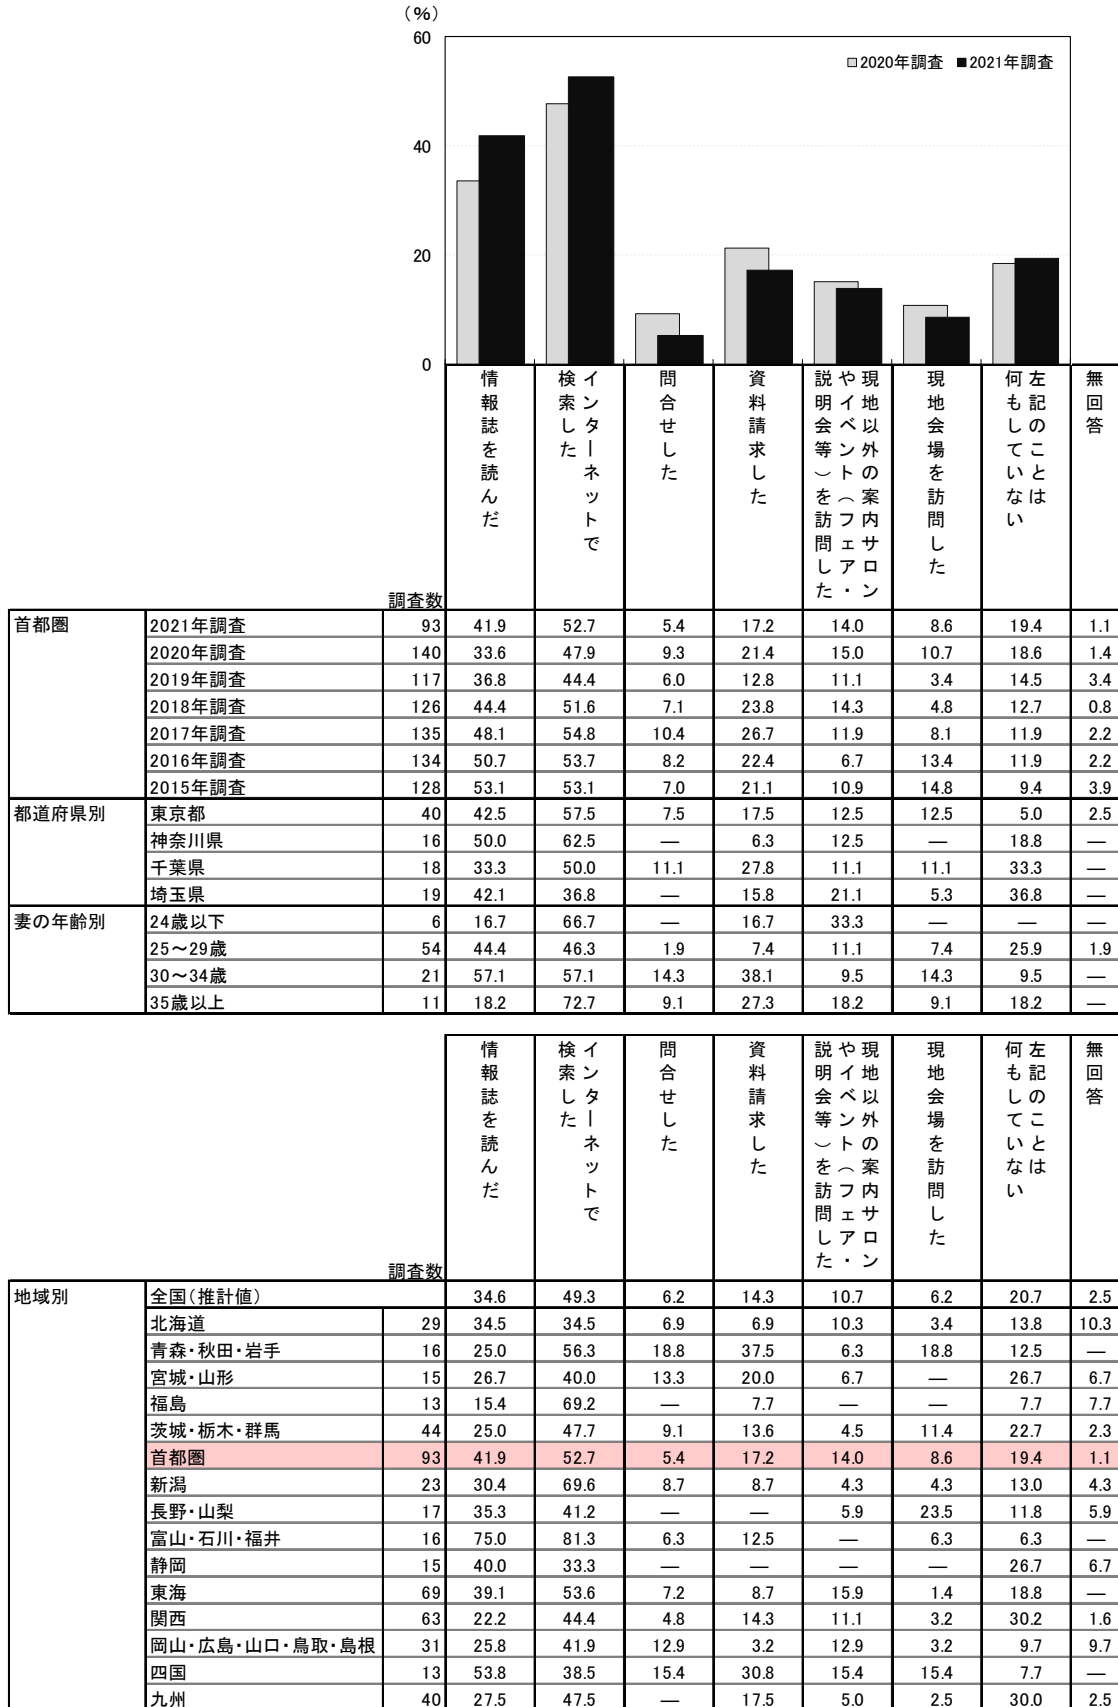 （%）
60
40
20
0
2020年調査 2021年調査
情報誌を読んだ
インターネットで検索した
問合せした
資料請求した
現地以外の案内サロンやイベント（フェア・説明会等）を訪問した
現地会場を訪問した
左記のことは何もしていない
無回答
調査数
首都圏 2021年調査 93 41.9 52.7 5.4 17.2 14.0 8.6 19.4 1.1
2020年調査 140 33.6 47.9 9.3 21.4 15.0 10.7 18.6 1.4
2019年調査 117 36.8 44.4 6.0 12.8 11.1 3.4 14.5 3.4
2018年調査 126 44.4 51.6 7.1 23.8 14.3 4.8 12.7 0.8
2017年調査 135 48.1 54.8 10.4 26.7 11.9 8.1 11.9 2.2
2016年調査 134 50.7 53.7 8.2 22.4 6.7 13.4 11.9 2.2
2015年調査 128 53.1 53.1 7.0 21.1 10.9 14.8 9.4 3.9
都道府県別 東京都 40 42.5 57.5 7.5 17.5 12.5 12.5 5.0 2.5
神奈川県 16 50.0 62.5 ― 6.3 12.5 ― 18.8 ―
千葉県 18 33.3 50.0 11.1 27.8 11.1 11.1 33.3 ―
埼玉県 19 42.1 36.8 ― 15.8 21.1 5.3 36.8 ―
妻の年齢別 24歳以下 6 16.7 66.7 ― 16.7 33.3 ― ― ―
25～29歳 54 44.4 46.3 1.9 7.4 11.1 7.4 25.9 1.9
30～34歳 21 57.1 57.1 14.3 38.1 9.5 14.3 9.5 ―
35歳以上 11 18.2 72.7 9.1 27.3 18.2 9.1 18.2 ―
情報誌を読んだ
インターネットで検索した
問合せした
資料請求した
現地以外の案内サロンやイベント（フェア・説明会等）を訪問した
現地会場を訪問した
左記のことは何もしていない
無回答
調査数
地域別 全国（推計値） 34.6 49.3 6.2 14.3 10.7 6.2 20.7 2.5
北海道 29 34.5 34.5 6.9 6.9 10.3 3.4 13.8 10.3
青森・秋田・岩手 16 25.0 56.3 18.8 37.5 6.3 18.8 12.5 ―
宮城・山形 15 26.7 40.0 13.3 20.0 6.7 ― 26.7 6.7
福島 13 15.4 69.2 ― 7.7 ― ― 7.7 7.7
茨城・栃木・群馬 44 25.0 47.7 9.1 13.6 4.5 11.4 22.7 2.3
首都圏 93 41.9 52.7 5.4 17.2 14.0 8.6 19.4 1.1
新潟 23 30.4 69.6 8.7 8.7 4.3 4.3 13.0 4.3
長野・山梨 17 35.3 41.2 ― ― 5.9 23.5 11.8 5.9
富山・石川・福井 16 75.0 81.3 6.3 12.5 ― 6.3 6.3 ―
静岡 15 40.0 33.3 ― ― ― ― 26.7 6.7
東海 69 39.1 53.6 7.2 8.7 15.9 1.4 18.8 ―
関西 63 22.2 44.4 4.8 14.3 11.1 3.2 30.2 1.6
岡山・広島・山口・鳥取・島根 31 25.8 41.9 12.9 3.2 12.9 3.2 9.7 9.7
四国 13 53.8 38.5 15.4 30.8 15.4 15.4 7.7 ―
九州 40 27.5 47.5 ― 17.5 5.0 2.5 30.0 2.5